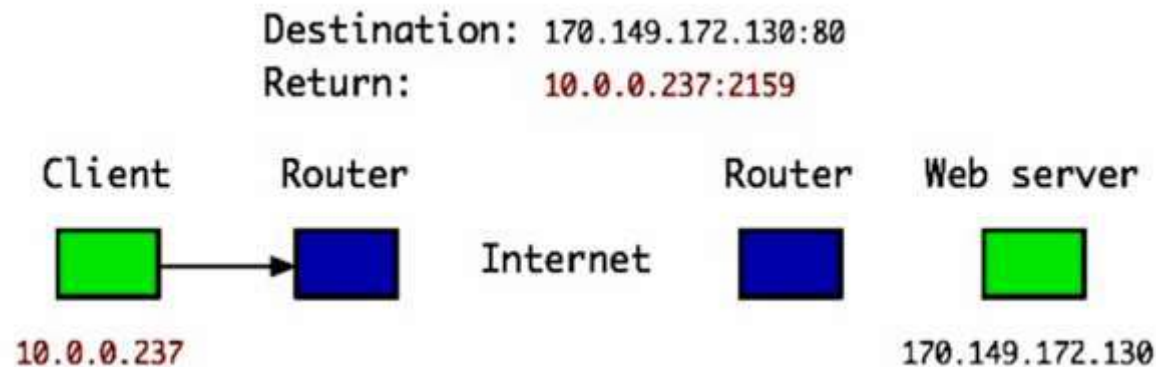 Destination: 170.149.172.130:80
Return: 10.0.0.237:2159
Client Router Router Web server
Internet
10.0.0.237 170.149.172.130